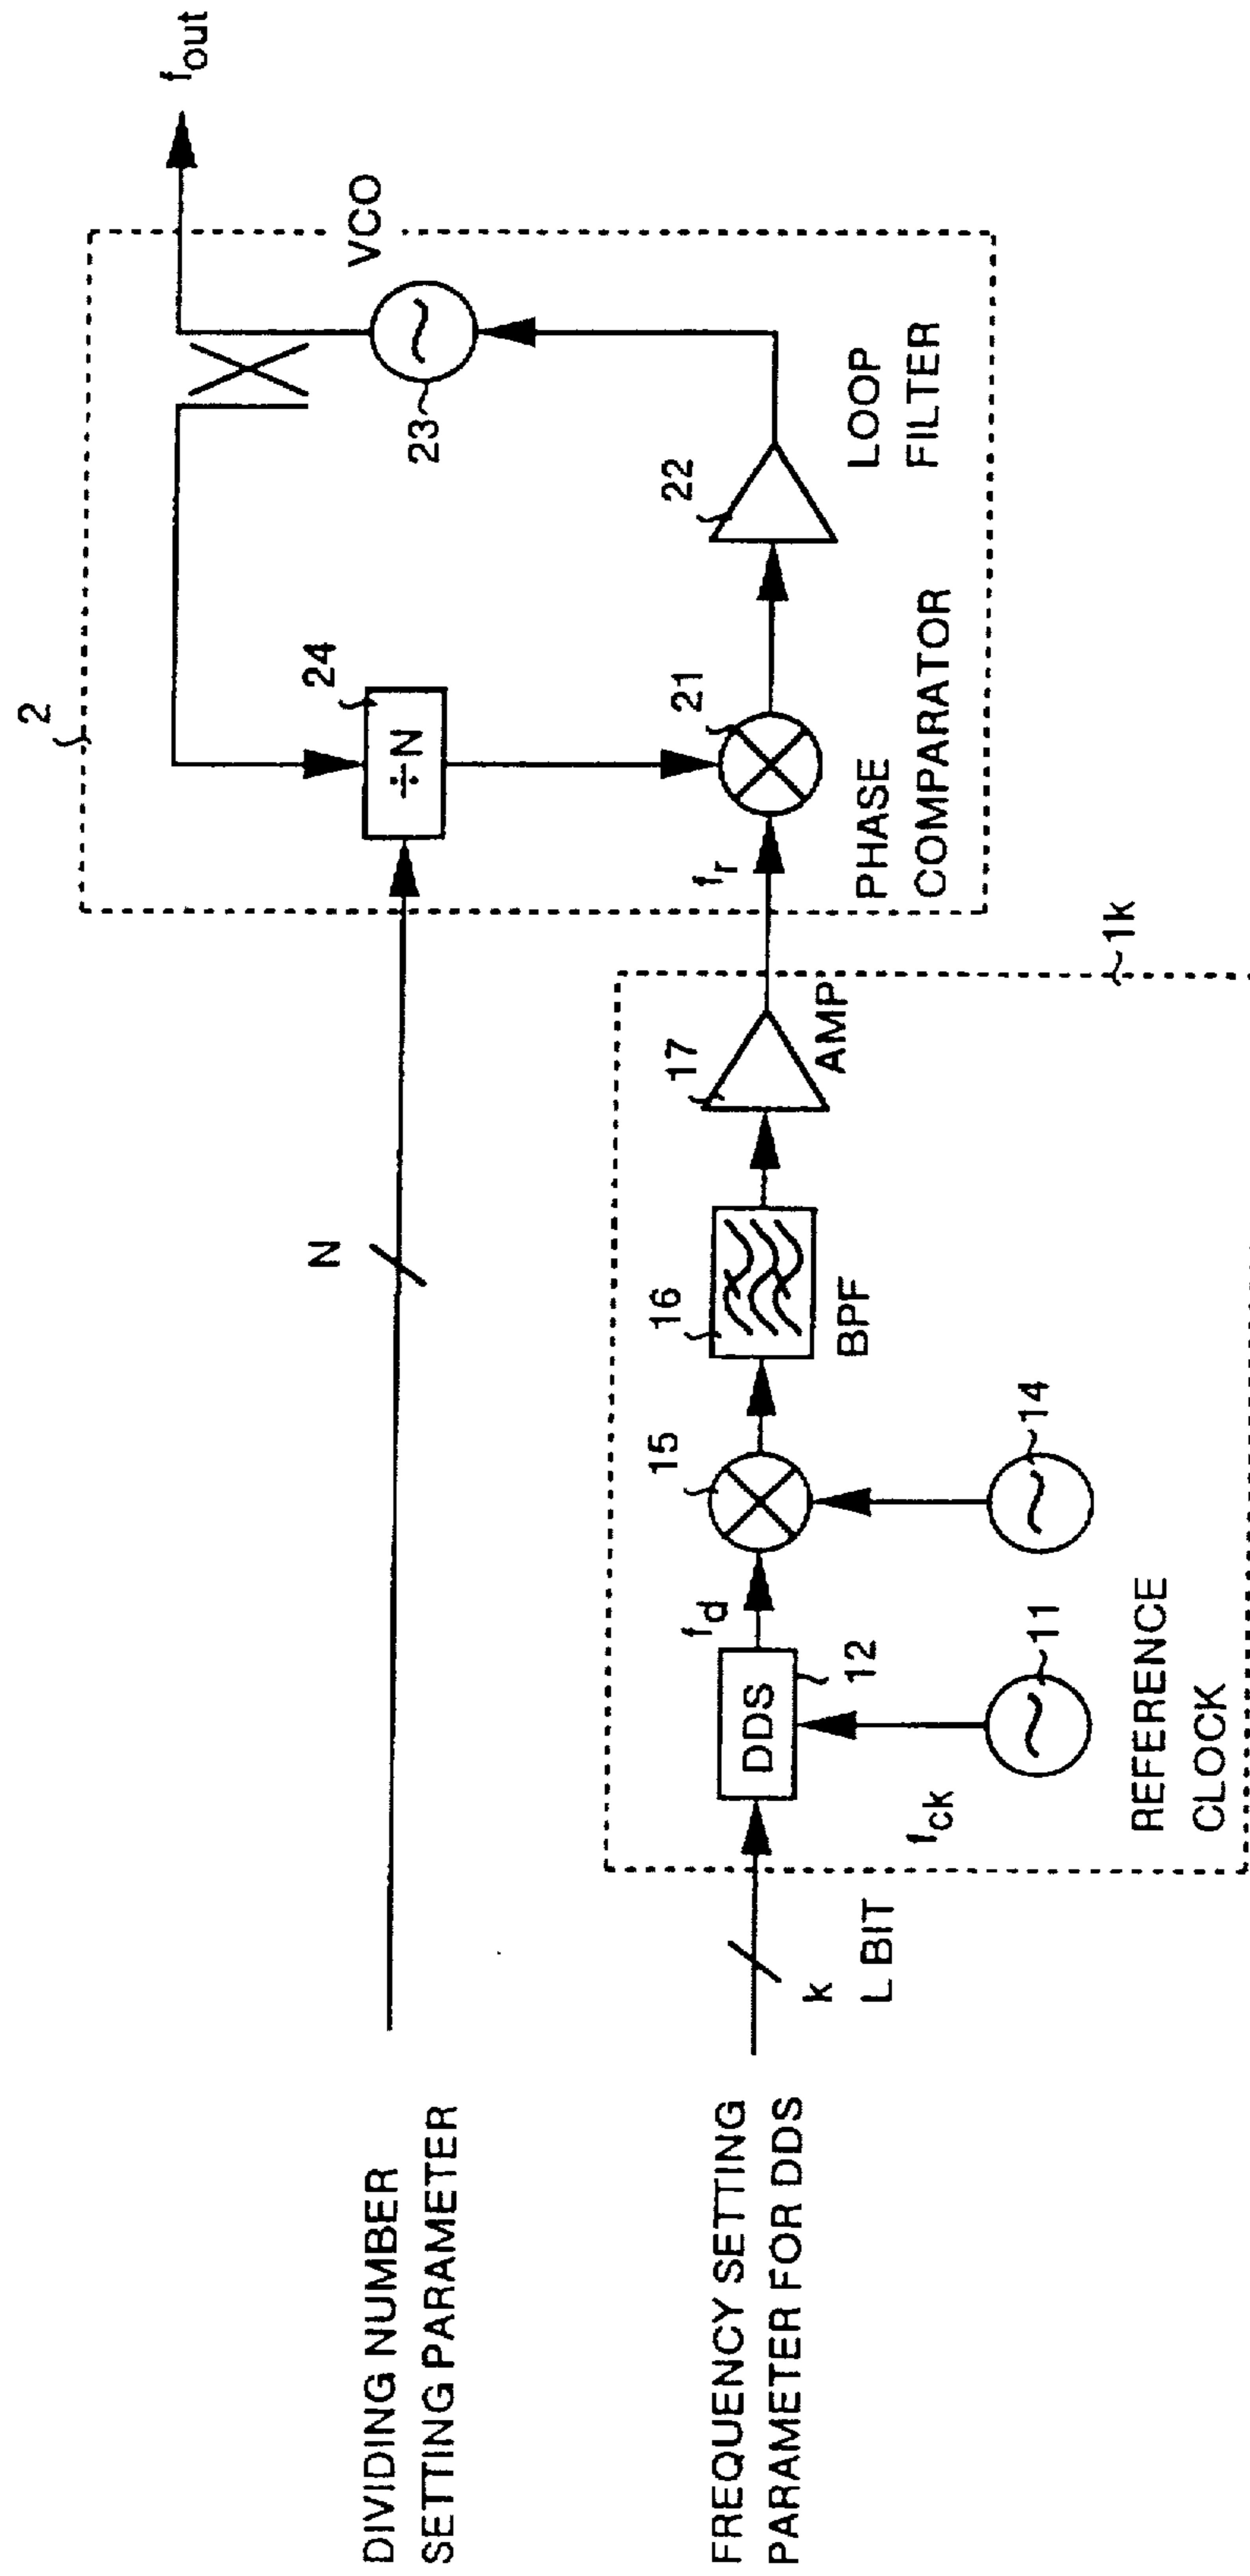 2
f_out
VCO
23
24
÷N
22
LOOP
FILTER
21
PHASE
COMPARATOR
f_r
N
DIVIDING NUMBER
SETTING PARAMETER
1k
17
AMP
16
BPF
15
14
f_d
DDS
12
11
f_ck
REFERENCE
CLOCK
k
L BIT
FREQUENCY SETTING
PARAMETER FOR DDS